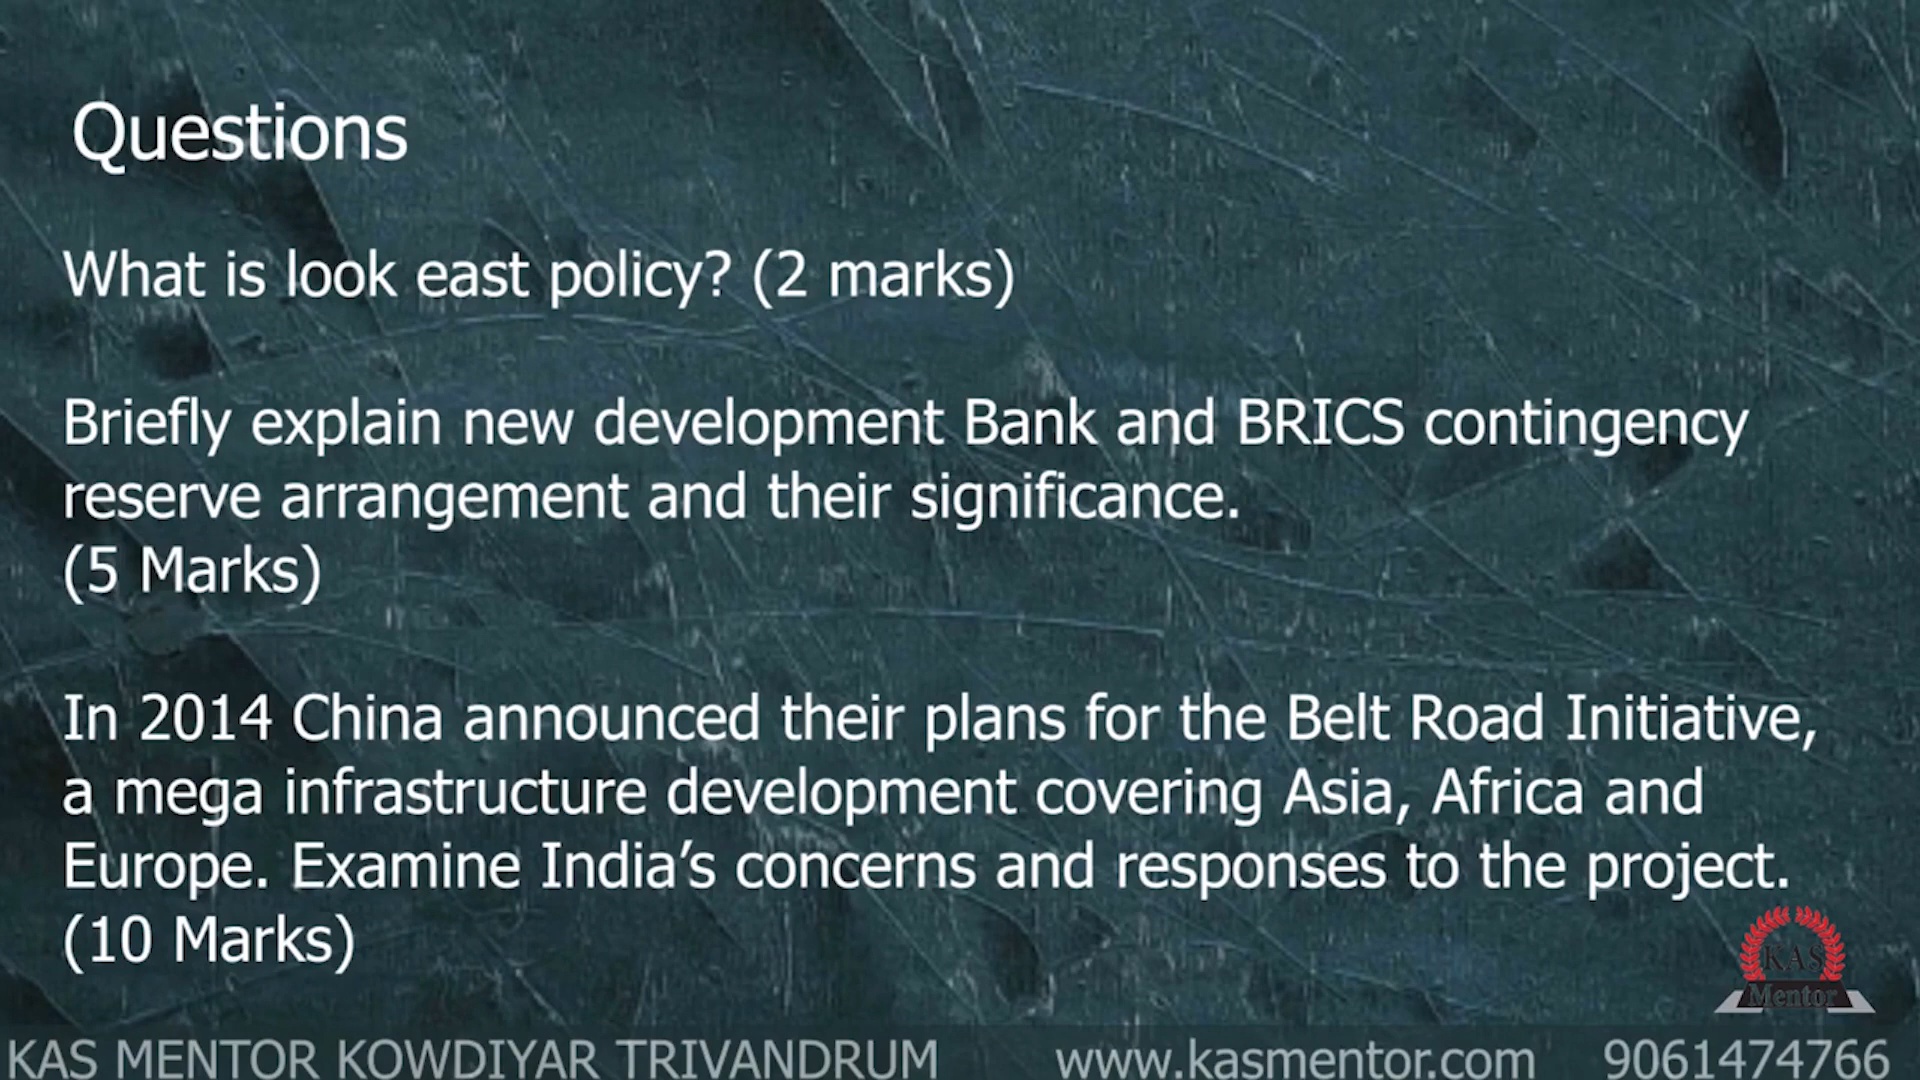 Questions
What is look east policy? (2 marks)
Briefly explain new development Bank and BRICS contingency
reserve arrangement and their significance.
(5 Marks)
In 2014 China announced their plans for the Belt Road Initiative,
a mega infrastructure development covering Asia, Africa and
Europe. Examine India’s concerns and responses to the project.
(10 Marks)
KAS
Mentor
KAS MENTOR KOWDIYAR TRIVANDRUM www.kasmentor.com 9061474766